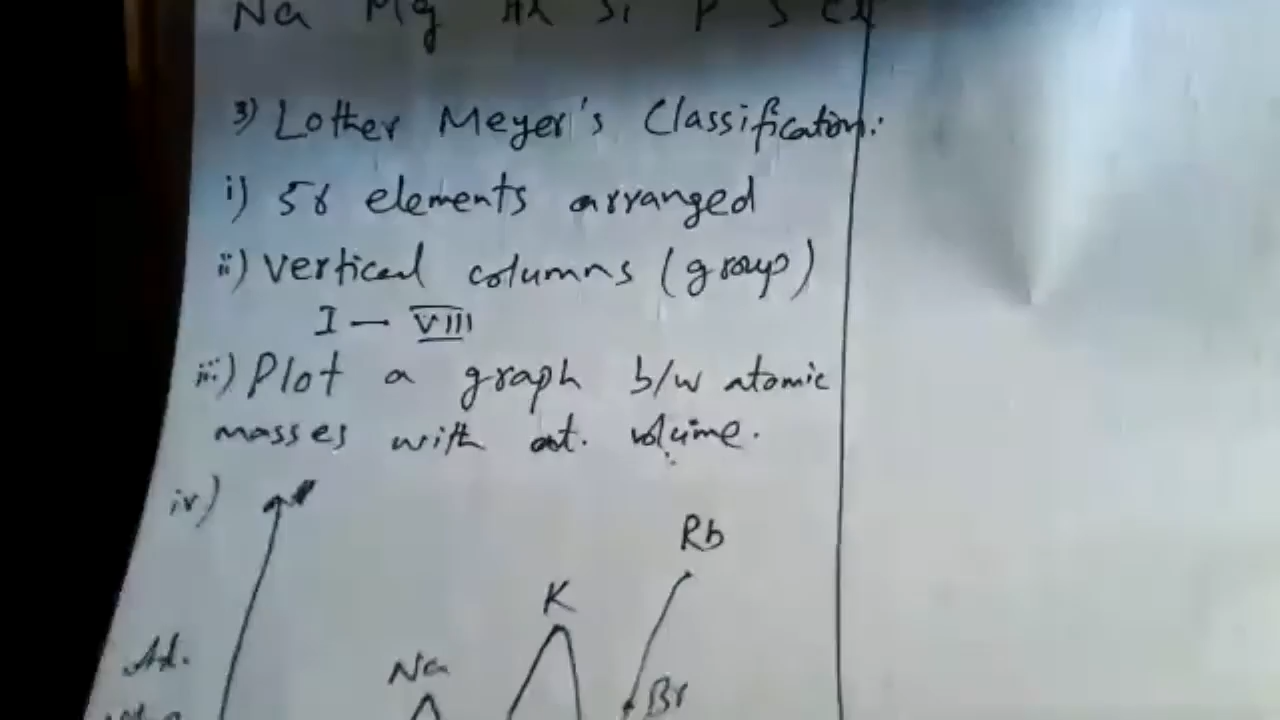 Na Mg Al Si P S Cl
3) Lother Meyer's Classification:
i) 56 elements arranged
ii) Vertical columns (group)
I — VIII
iii) Plot a graph b/w atomic
masses with at. volume.
iv)
Rb
K
At.
Na
Br